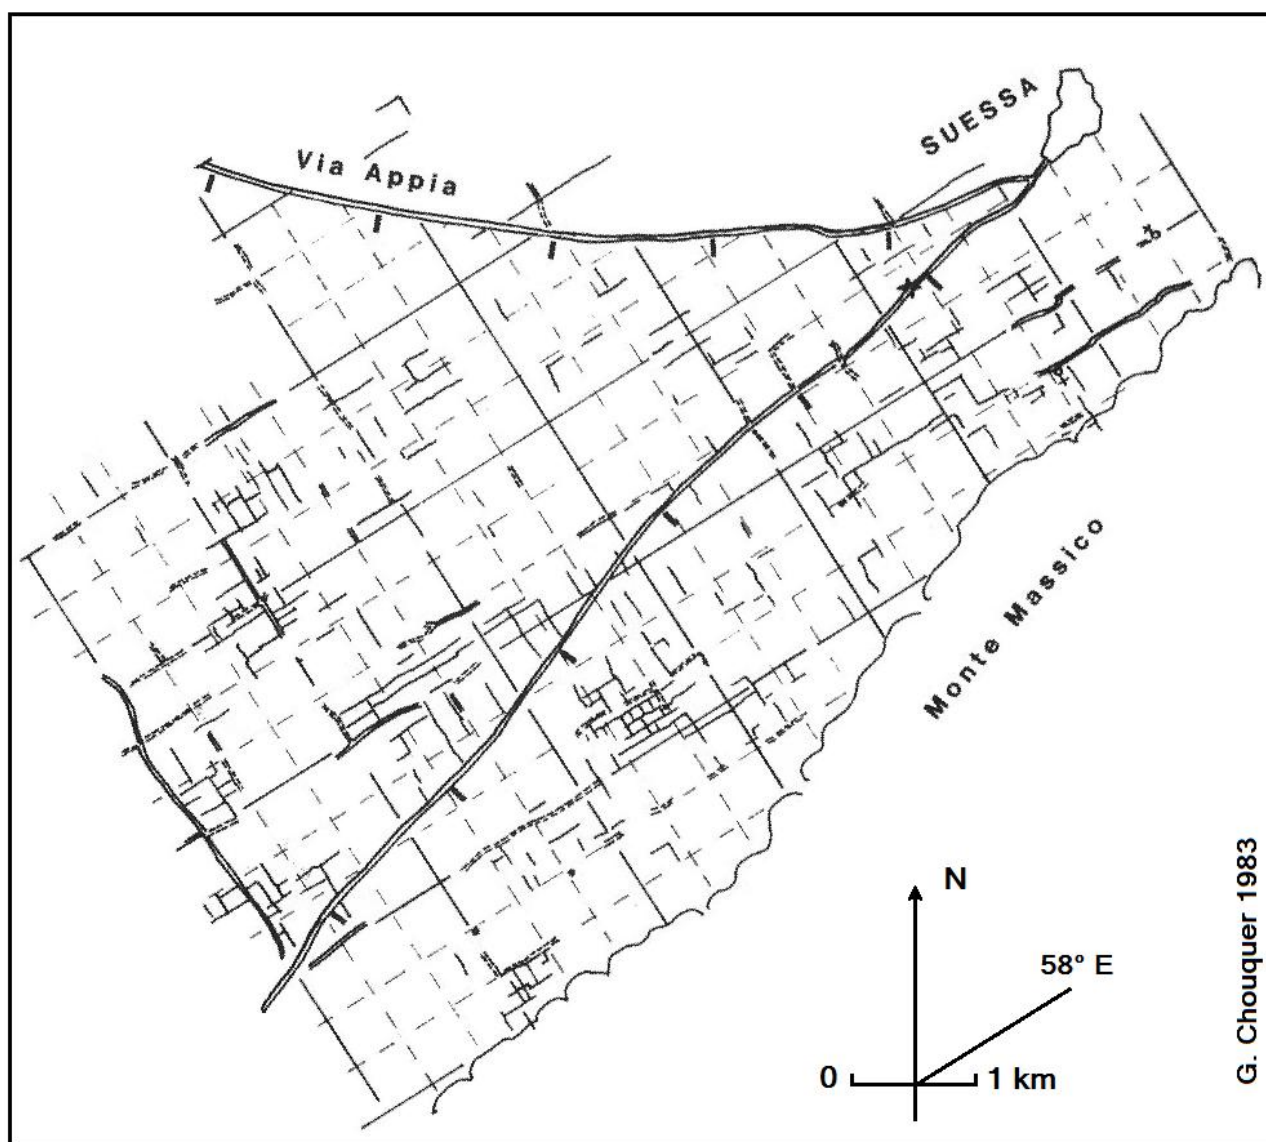 Via Appia
SUESSA
Monte Massico
N
58° E
0 1 km
G. Chouquer 1983